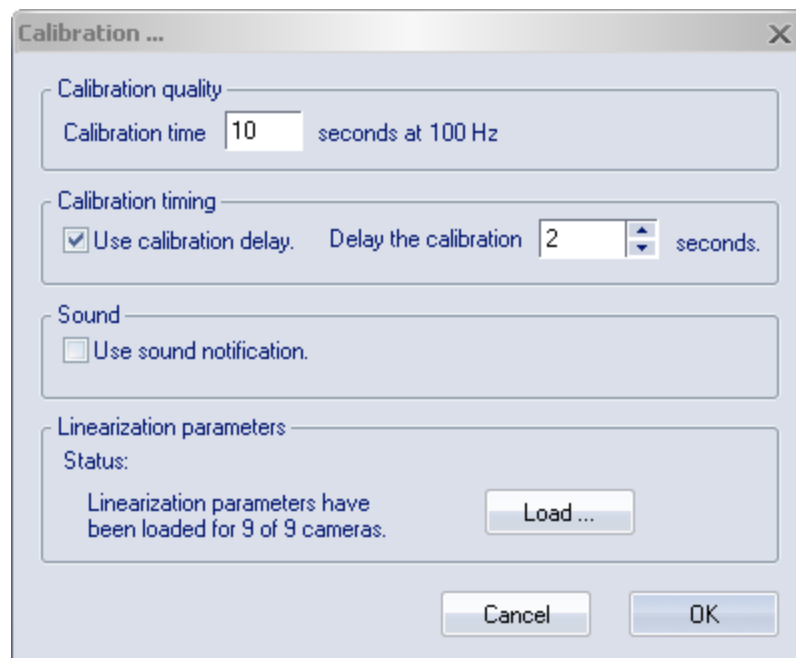 Calibration ...
Calibration quality
Calibration time 10 seconds at 100 Hz
Calibration timing
Use calibration delay. Delay the calibration 2 seconds.
Sound
Use sound notification.
Linearization parameters
Status:
Linearization parameters have
been loaded for 9 of 9 cameras.
Load ...
Cancel OK